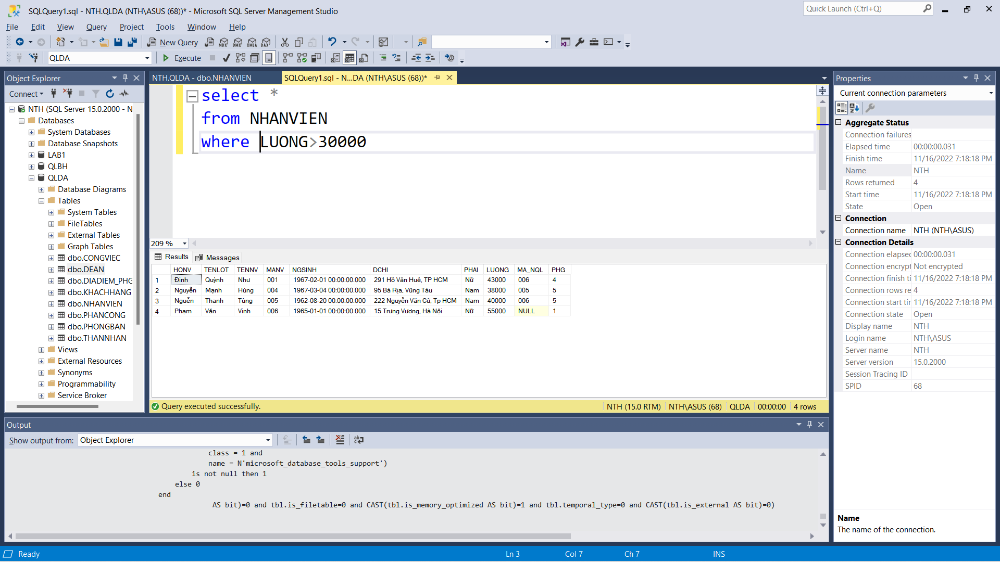 SQLQuery1.sql - NTH.QLDA (NTH\ASUS (68))* - Microsoft SQL Server Management Studio
Quick Launch (Ctrl+Q)
File Edit View Query Project Tools Window Help
New Query
MDX DMX XMLA DAX
QLDA
Execute
Object Explorer
Connect
NTH (SQL Server 15.0.2000 - N
Databases
System Databases
Database Snapshots
LAB1
QLBH
QLDA
Database Diagrams
Tables
System Tables
FileTables
External Tables
Graph Tables
dbo.CONGVIEC
dbo.DEAN
dbo.DIADIEM_PHG
dbo.KHACHHANG
dbo.NHANVIEN
dbo.PHANCONG
dbo.PHONGBAN
dbo.THANNHAN
Views
External Resources
Synonyms
Programmability
Service Broker
NTH.QLDA - dbo.NHANVIEN
SQLQuery1.sql - N...DA (NTH\ASUS (68))*
select *
from NHANVIEN
where LUONG>30000
209 %
Results Messages
HONV TENLOT TENNV MANV NGSINH DCHI PHAI LUONG MA_NQL PHG
1 Đinh Quỳnh Như 001 1967-02-01 00:00:00.000 291 Hồ Văn Huê, TP HCM Nữ 43000 006 4
2 Nguyễn Mạnh Hùng 004 1967-03-04 00:00:00.000 95 Bà Rịa, Vũng Tàu Nam 38000 005 5
3 Nguễn Thanh Tùng 005 1962-08-20 00:00:00.000 222 Nguyễn Văn Cừ, Tp HCM Nam 40000 006 5
4 Phạm Văn Vinh 006 1965-01-01 00:00:00.000 15 Trưng Vương, Hà Nội Nữ 55000 NULL 1
Query executed successfully.
NTH (15.0 RTM) NTH\ASUS (68) QLDA 00:00:00 4 rows
Properties
Current connection parameters
Aggregate Status
Connection failures
Elapsed time 00:00:00.031
Finish time 11/16/2022 7:18:18 PM
Name NTH
Rows returned 4
Start time 11/16/2022 7:18:18 PM
State Open
Connection
Connection name NTH (NTH\ASUS)
Connection Details
Connection elapsec 00:00:00.031
Connection encrypt Not encrypted
Connection finish ti 11/16/2022 7:18:18 PM
Connection rows re 4
Connection start tir 11/16/2022 7:18:18 PM
Connection state Open
Display name NTH
Login name NTH\ASUS
Server name NTH
Server version 15.0.2000
Session Tracing ID
SPID 68
Name
The name of the connection.
Output
Show output from: Object Explorer
class = 1 and
name = N'microsoft_database_tools_support')
is not null then 1
else 0
end
AS bit)=0 and tbl.is_filetable=0 and CAST(tbl.is_memory_optimized AS bit)=1 and tbl.temporal_type=0 and CAST(tbl.is_external AS bit)=0)
Ready
Ln 3 Col 7 Ch 7 INS